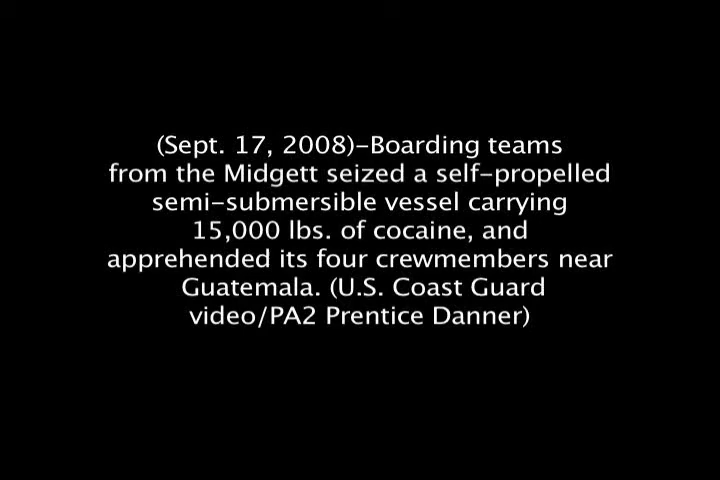 (Sept. 17, 2008)-Boarding teams
from the Midgett seized a self-propelled
semi-submersible vessel carrying
15,000 lbs. of cocaine, and
apprehended its four crewmembers near
Guatemala. (U.S. Coast Guard
video/PA2 Prentice Danner)